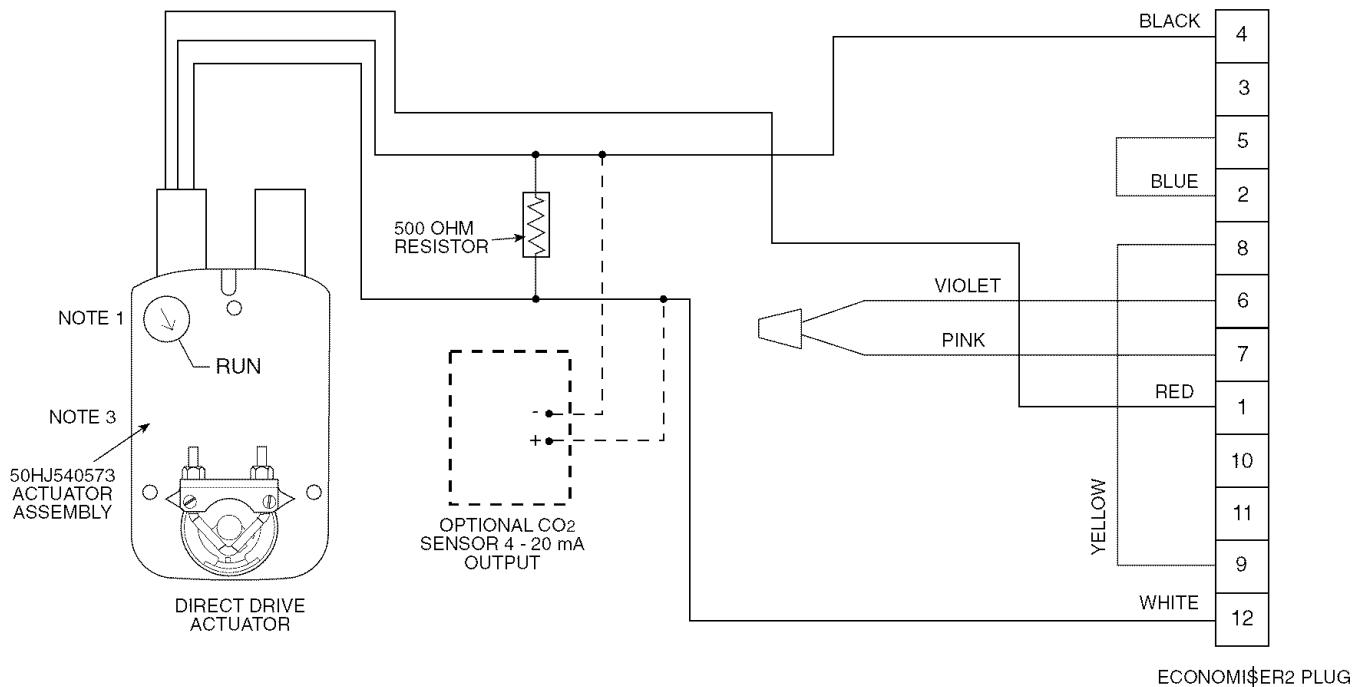 BLACK
4
3
5
BLUE
2
8
500 OHM
RESISTOR
VIOLET
6
NOTE 1
PINK
7
RUN
RED
1
NOTE 3
-
+
10
50HJ540573
ACTUATOR
ASSEMBLY
YELLOW
11
OPTIONAL CO2
SENSOR 4 - 20 mA
OUTPUT
9
WHITE
12
DIRECT DRIVE
ACTUATOR
ECONOMI$ER2 PLUG